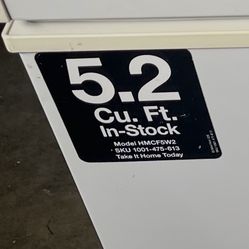 5.2
Cu. Ft.
In-Stock
Model HMCF5W2
SKU 1001-475-613
Take It Home Today